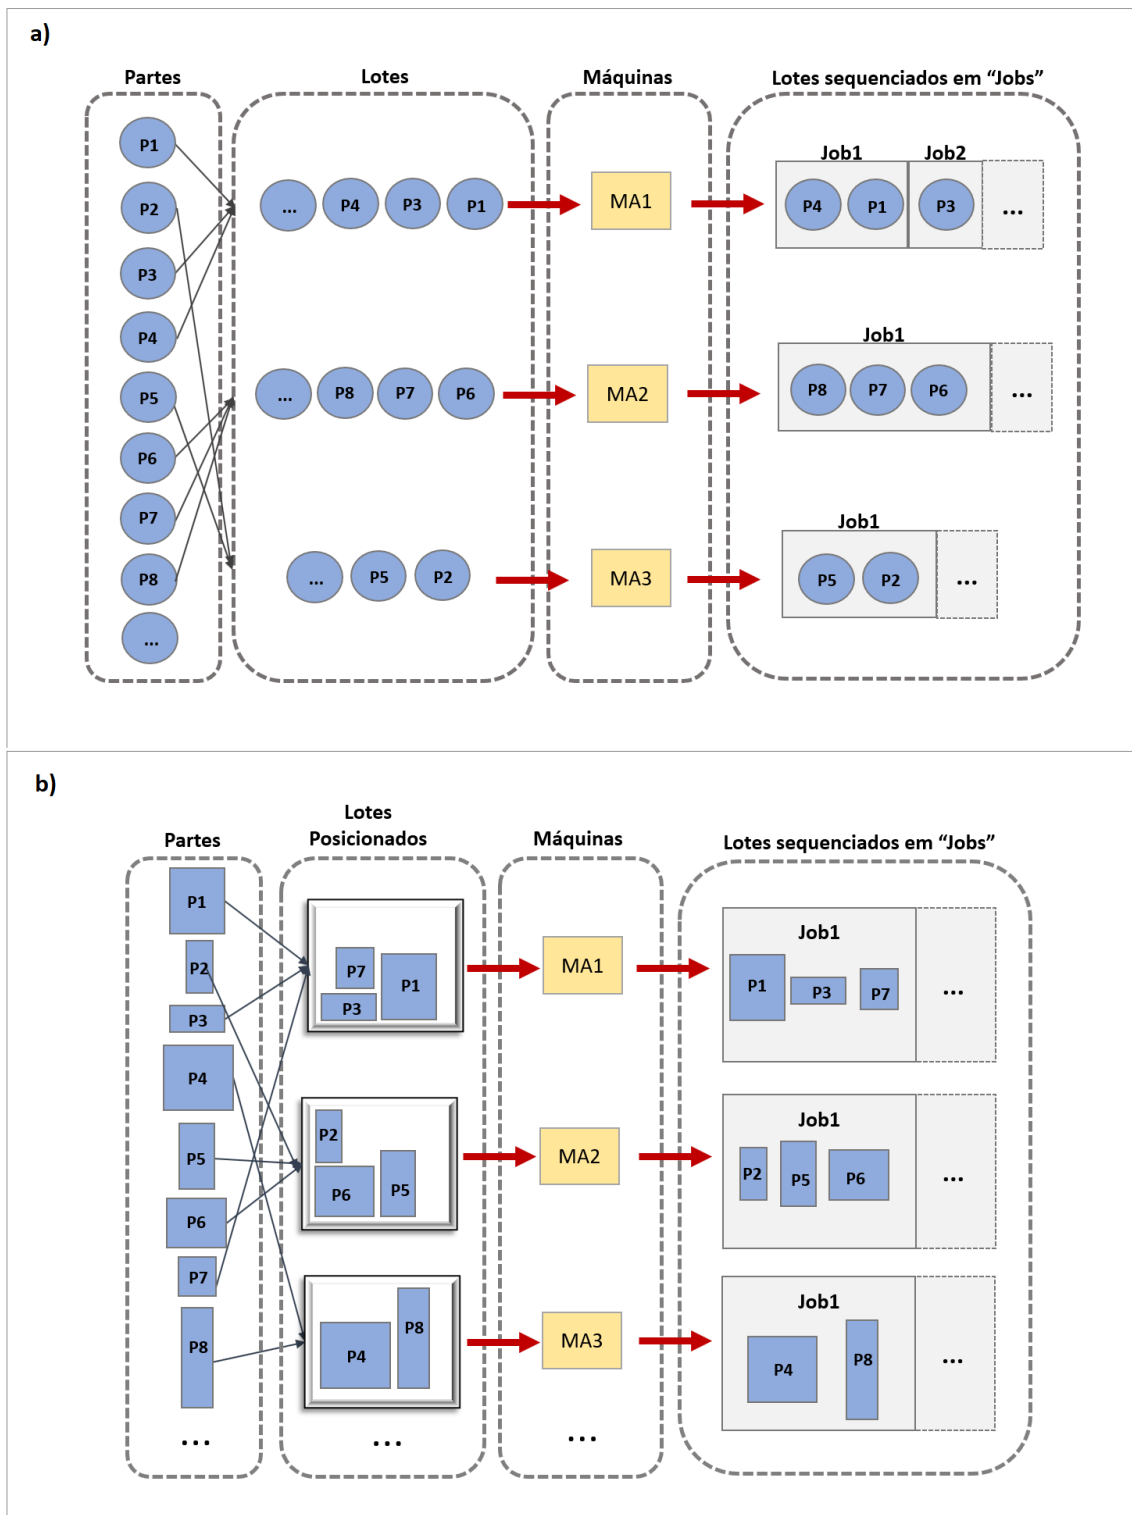 a)
Partes
Lotes
Máquinas
Lotes sequenciados em “Jobs”
P1
P2
P3
P4
P5
P6
P7
P8
...
... P4 P3 P1
... P8 P7 P6
... P5 P2
MA1
MA2
MA3
Job1 Job2
P4 P1 P3 ...
Job1
P8 P7 P6 ...
Job1
P5 P2 ...
b)
Partes
Lotes
Posicionados
Máquinas
Lotes sequenciados em “Jobs”
P1
P2
P3
P4
P5
P6
P7
P8
...
P7 P1
P3
P2
P6 P5
P8
P4
...
MA1
MA2
MA3
...
Job1
P1 P3 P7 ...
Job1
P2 P5 P6 ...
Job1
P4 P8 ...